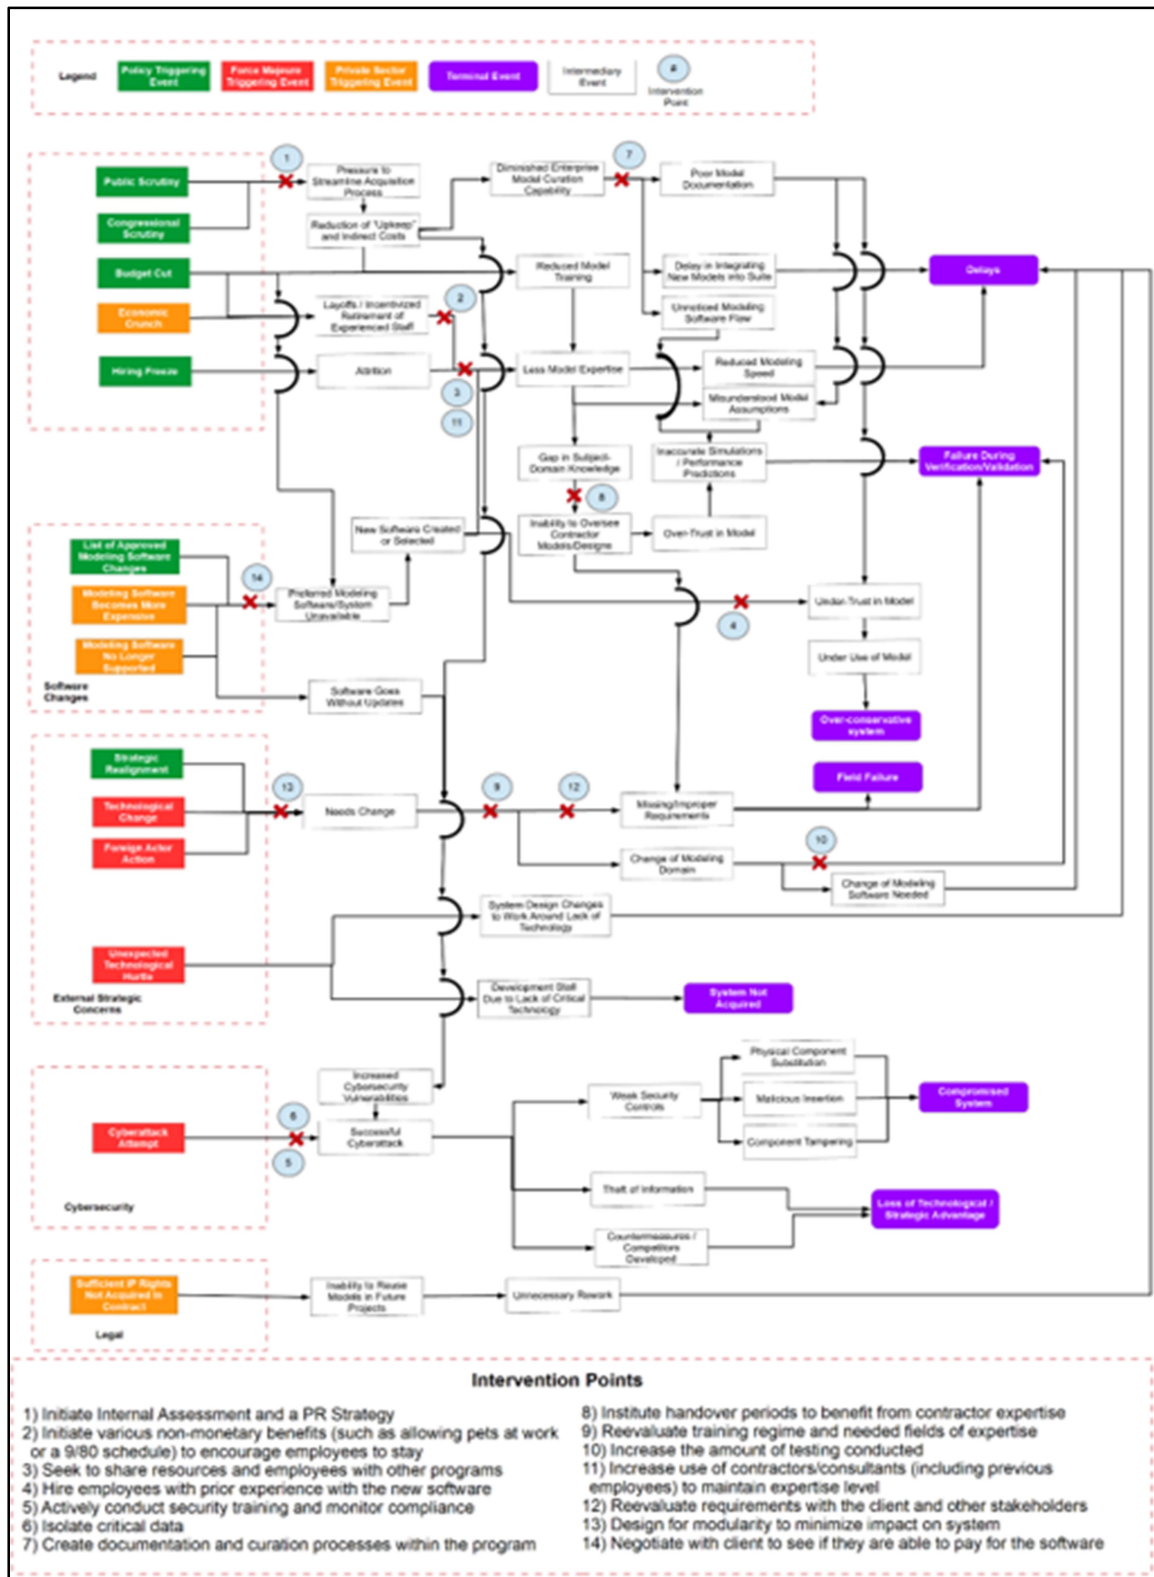 Legend
Policy Triggering
Event
Force Majeure
Triggering Event
Private Sector
Triggering Event
Terminal Event
Intermediary
Event
#
Intervention
Point
Public Scrutiny
1
Pressure to
Streamline Acquisition
Process
Diminished Enterprise
Model Curation
Capability
7
Poor Model
Documentation
Congressional
Scrutiny
Reduction of "Upkeep"
and Indirect Costs
Budget Cut
Reduced Model
Training
Delay in Integrating
New Models into Suite
Delays
Economic
Crunch
Layoffs / Incentivized
Retirement of
Experienced Staff
2
Unnoticed Modeling
Software Flaw
Hiring Freeze
Attrition
3
11
Less Model Expertise
Reduced Modeling
Speed
Misunderstood Model
Assumptions
Gap in Subject-
Domain Knowledge
Inaccurate Simulations
/ Performance
Predictions
Failure During
Verification/Validation
8
Inability to Oversee
Contractor
Models/Designs
Over-Trust in Model
New Software Created
or Selected
List of Approved
Modeling Software
Changes
14
Modeling Software
Becomes More
Expensive
Preferred Modeling
Software/System
Unavailable
4
Under-Trust in Model
Modeling Software
No Longer
Supported
Under Use of Model
Software
Changes
Software Goes
Without Updates
Over-conservative
system
Strategic
Realignment
Field Failure
Technological
Change
13
Needs Change
9
12
Missing/Improper
Requirements
Foreign Actor
Action
10
Change of Modeling
Domain
Change of Modeling
Software Needed
System Design Changes
to Work Around Lack of
Technology
Unexpected
Technological
Hurtle
External Strategic
Concerns
Development Stall
Due to Lack of Critical
Technology
System Not
Acquired
Increased
Cybersecurity
Vulnerabilities
Physical Component
Substitution
Weak Security
Controls
Malicious Insertion
Compromised
System
Cyberattack
Attempt
6
5
Successful
Cyberattack
Component Tampering
Cybersecurity
Theft of Information
Loss of Technological /
Strategic Advantage
Countermeasures /
Competitors
Developed
Sufficient IP Rights
Not Acquired in
Contract
Inability to Reuse
Models in Future
Projects
Unnecessary Rework
Legal
Intervention Points
1) Initiate Internal Assessment and a PR Strategy
2) Initiate various non-monetary benefits (such as allowing pets at work
or a 9/80 schedule) to encourage employees to stay
3) Seek to share resources and employees with other programs
4) Hire employees with prior experience with the new software
5) Actively conduct security training and monitor compliance
6) Isolate critical data
7) Create documentation and curation processes within the program
8) Institute handover periods to benefit from contractor expertise
9) Reevaluate training regime and needed fields of expertise
10) Increase the amount of testing conducted
11) Increase use of contractors/consultants (including previous
employees) to maintain expertise level
12) Reevaluate requirements with the client and other stakeholders
13) Design for modularity to minimize impact on system
14) Negotiate with client to see if they are able to pay for the software